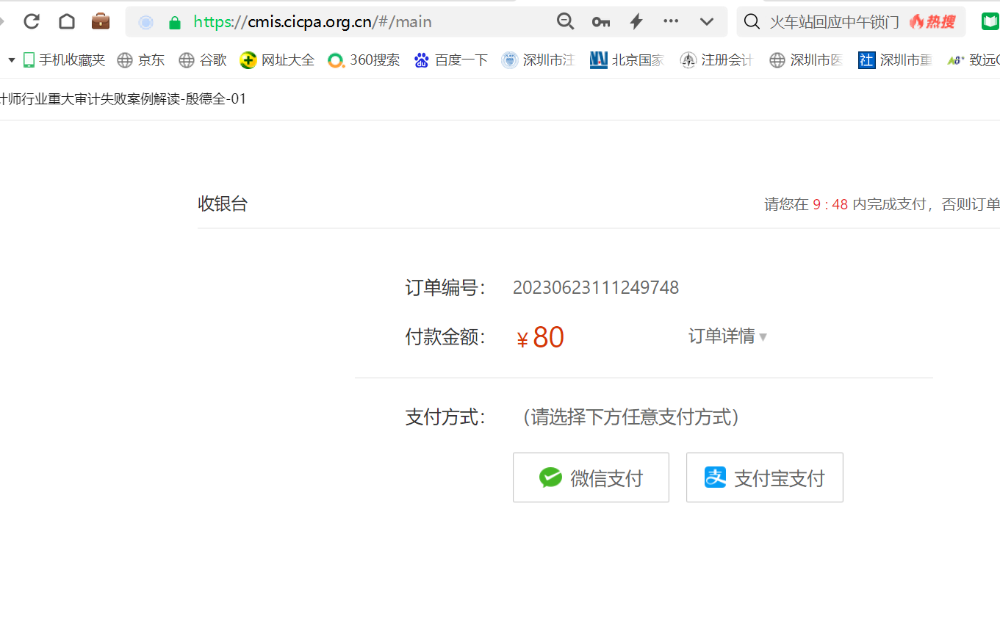 https://cmis.cicpa.org.cn/#/main
火车站回应中午锁门 热搜
手机收藏夹 京东 谷歌 网址大全 360搜索 百度一下 深圳市注 北京国家 注册会计 深圳市医 社 深圳市重 致远
计师行业重大审计失败案例解读-殷德全-01
收银台 请您在 9 : 48 内完成支付，否则订单
订单编号： 20230623111249748
付款金额： ￥80 订单详情▾
支付方式： （请选择下方任意支付方式）
微信支付 支 支付宝支付